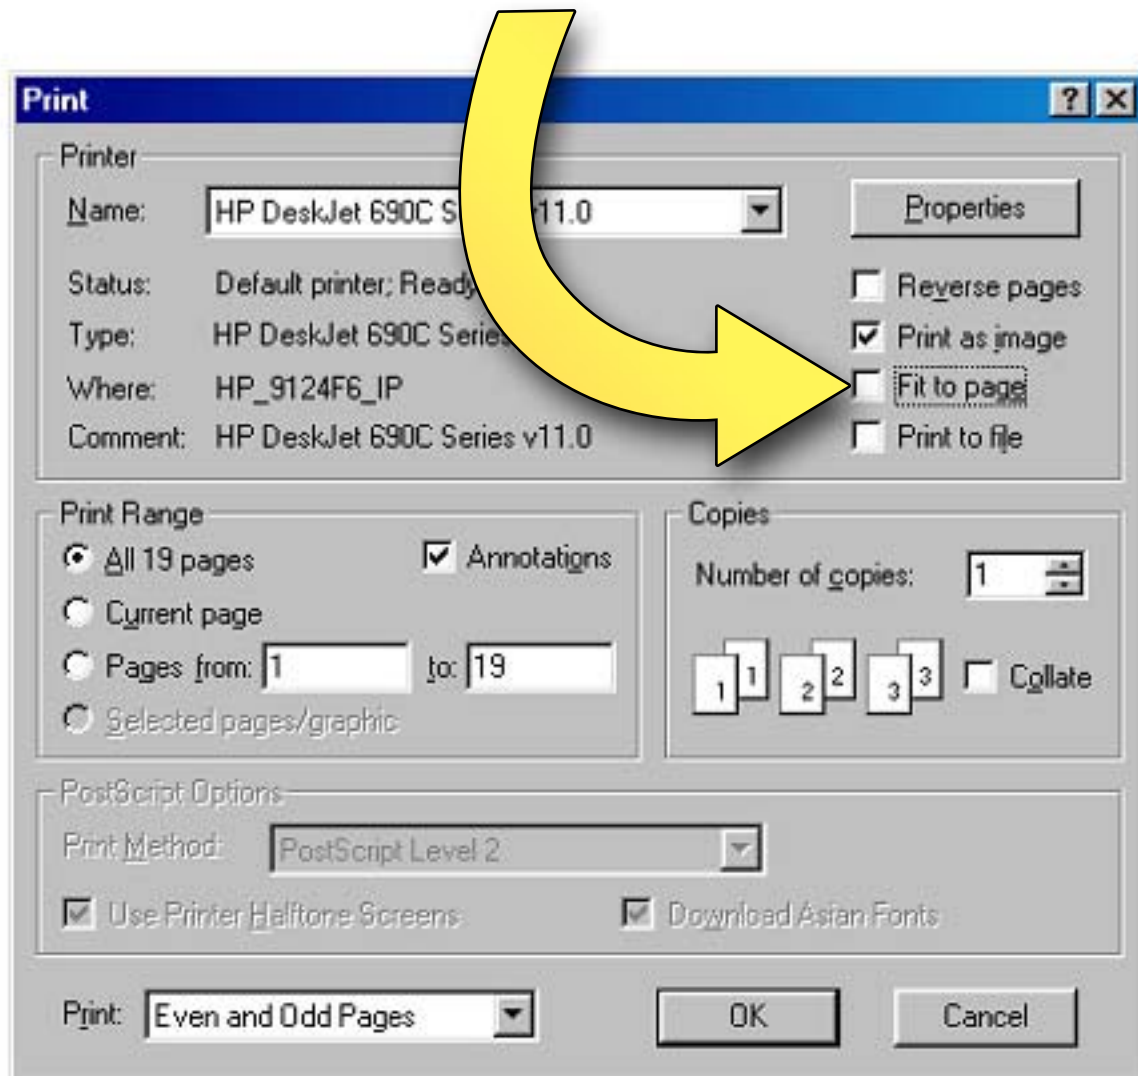 Print
Printer
Name: HP DeskJet 690C S v11.0 Properties
Status: Default printer; Ready Reverse pages
Type: HP DeskJet 690C Series Print as image
Where: HP_9124F6_IP Fit to page
Comment: HP DeskJet 690C Series v11.0 Print to file
Print Range Copies
All 19 pages Annotations Number of copies: 1
Current page
Pages from: 1 to: 19 1 1 2 2 3 3 Collate
Selected pages/graphic
PostScript Options
Print Method: PostScript Level 2
Use Printer Halftone Screens Download Asian Fonts
Print: Even and Odd Pages OK Cancel